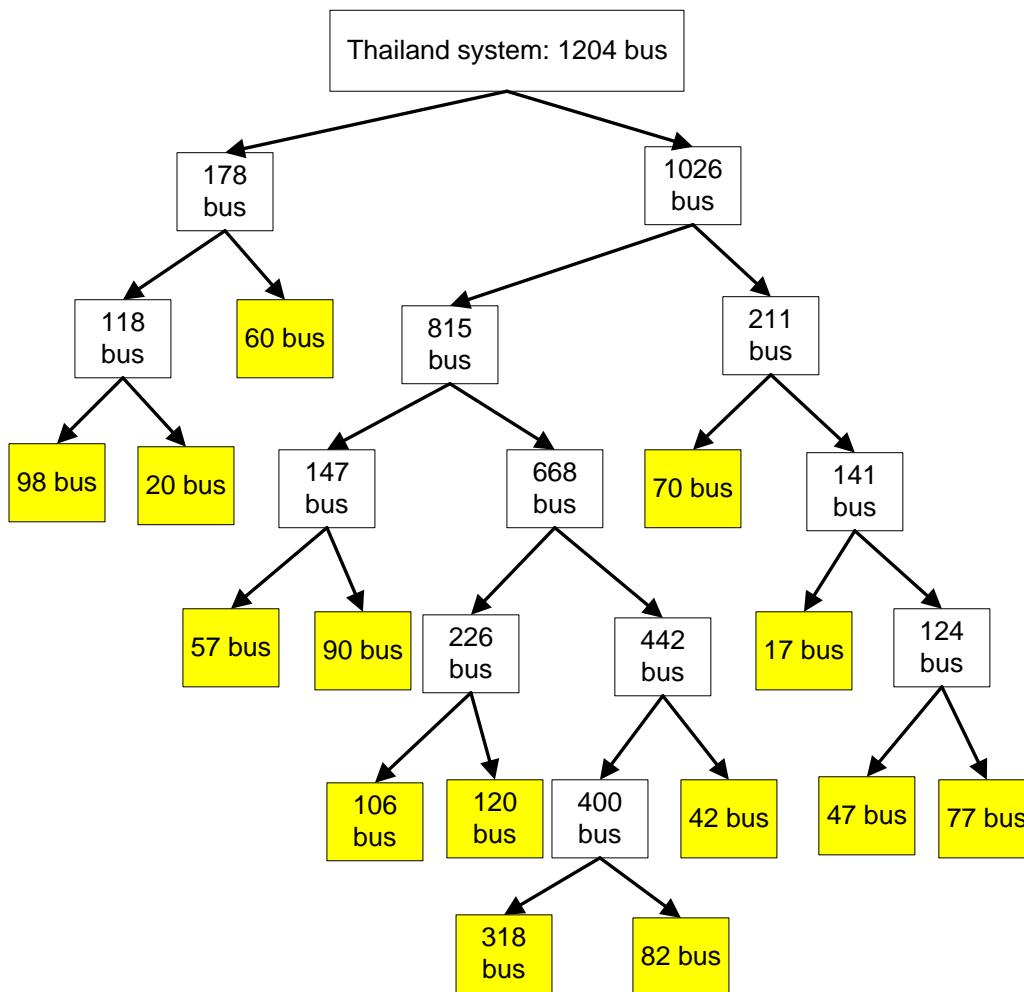 Thailand system: 1204 bus
178
bus
1026
bus
118
bus
60 bus
815
bus
211
bus
98 bus
20 bus
147
bus
668
bus
70 bus
141
bus
57 bus
90 bus
226
bus
442
bus
17 bus
124
bus
106
bus
120
bus
400
bus
42 bus
47 bus
77 bus
318
bus
82 bus